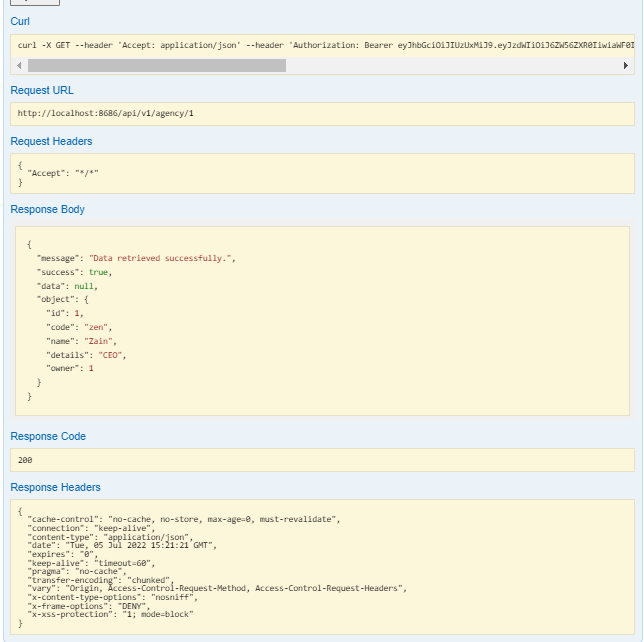 Curl
curl -X GET --header 'Accept: application/json' --header 'Authorization: Bearer eyJhbGciOiJIUzUxMiJ9.eyJzdWIiOiJ6ZW56ZXR0IiwiaWF0I
Request URL
http://localhost:8686/api/v1/agency/1
Request Headers
{
"Accept": "*/*"
}
Response Body
{
"message": "Data retrieved successfully.",
"success": true,
"data": null,
"object": {
"id": 1,
"code": "zen",
"name": "Zain",
"details": "CEO",
"owner": 1
}
}
Response Code
200
Response Headers
{
"cache-control": "no-cache, no-store, max-age=0, must-revalidate",
"connection": "keep-alive",
"content-type": "application/json",
"date": "Tue, 05 Jul 2022 15:21:21 GMT",
"expires": "0",
"keep-alive": "timeout=60",
"pragma": "no-cache",
"transfer-encoding": "chunked",
"vary": "Origin, Access-Control-Request-Method, Access-Control-Request-Headers",
"x-content-type-options": "nosniff",
"x-frame-options": "DENY",
"x-xss-protection": "1; mode=block"
}